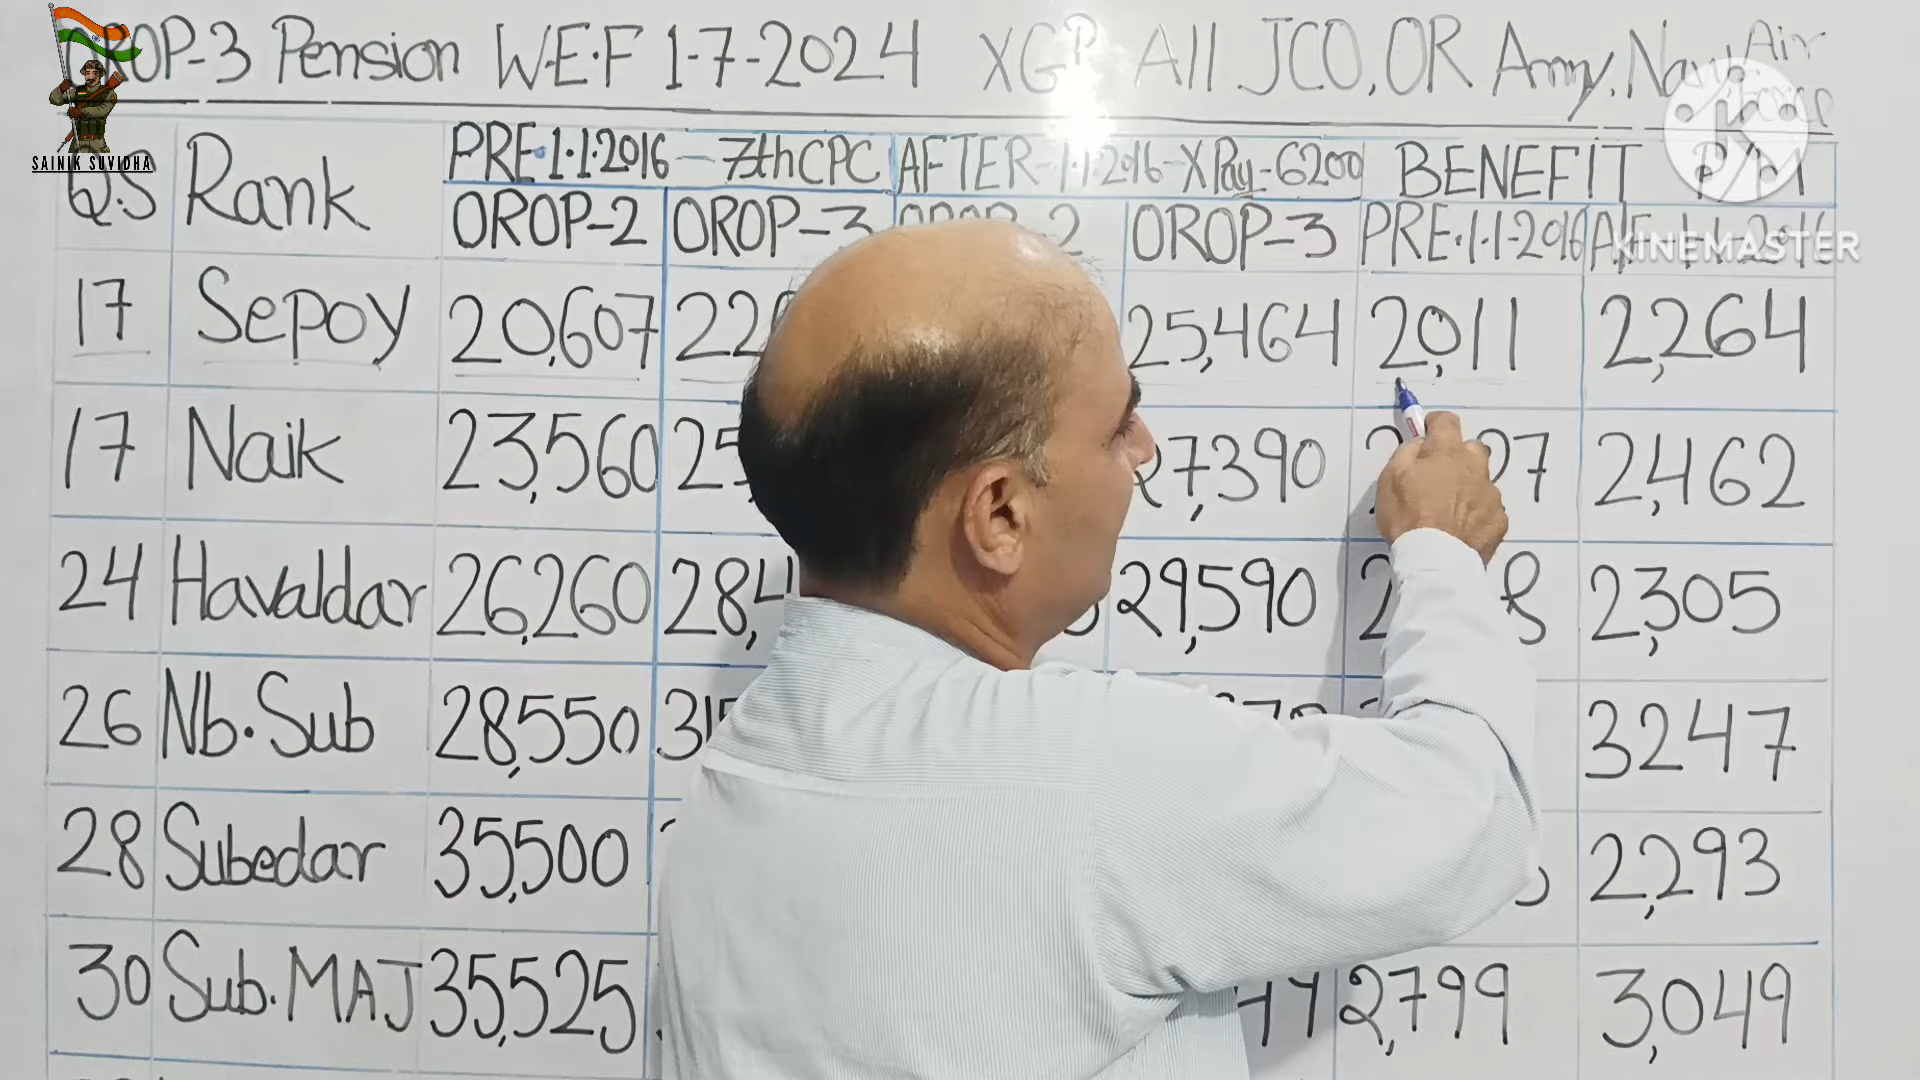 OROP-3 Pension W.E.F 1-7-2024 XGP All JCO,OR Army, Navy, Air
SAINIK SUVIDHA
KINEMASTER
Q.S Rank PRE.1.1.2016 - 7thCPC AFTER-1.1.2016-XPay-6200 BENEFIT P/M
OROP-2 OROP-3 OROP-3 PRE.1.1-2016
17 Sepoy 20,607 25,464 2,011 2,264
17 Naik 23,560 27,390 2,462
24 Havaldar 26,260 29,590 2,305
26 Nb.Sub 28,550 3247
28 Subedar 35,500 2,293
30 Sub.MAJ 35,525 2,799 3,049